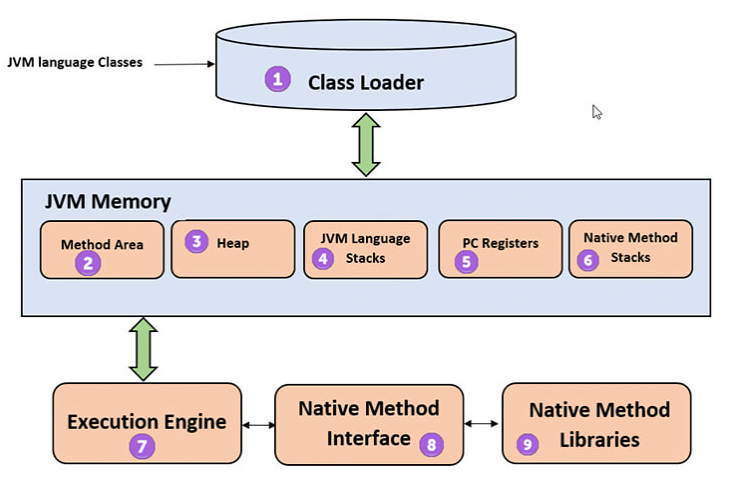 JVM language Classes
1 Class Loader
JVM Memory
Method Area
2
3 Heap
JVM Language
4 Stacks
PC Registers
5
Native Method
6 Stacks
Execution Engine
7
Native Method
Interface 8
Native Method
9 Libraries